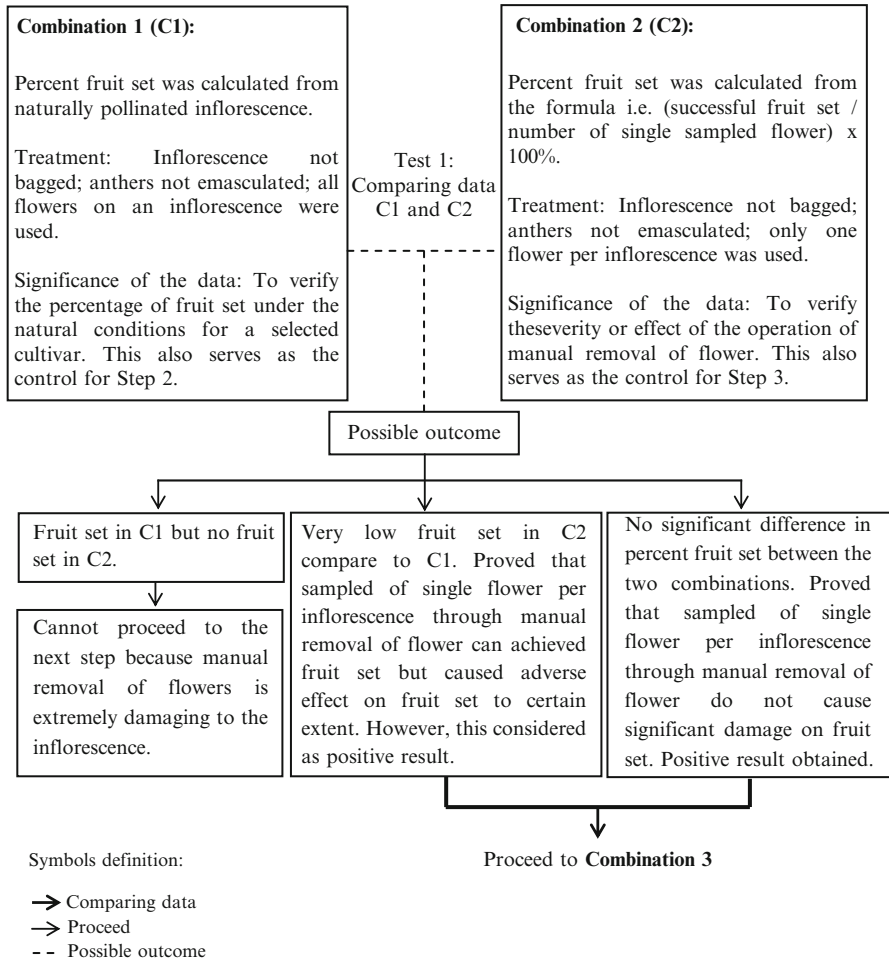 Combination 1 (C1):
Percent fruit set was calculated from
naturally pollinated inflorescence.
Treatment: Inflorescence not
bagged; anthers not emasculated; all
flowers on an inflorescence were
used.
Significance of the data: To verify
the percentage of fruit set under the
natural conditions for a selected
cultivar. This also serves as the
control for Step 2.
Test 1:
Comparing data
C1 and C2
Combination 2 (C2):
Percent fruit set was calculated from
the formula i.e. (successful fruit set /
number of single sampled flower) x
100%.
Treatment: Inflorescence not bagged;
anthers not emasculated; only one
flower per inflorescence was used.
Significance of the data: To verify
theseverity or effect of the operation of
manual removal of flower. This also
serves as the control for Step 3.
Possible outcome
Fruit set in C1 but no fruit
set in C2.
Cannot proceed to the
next step because manual
removal of flowers is
extremely damaging to the
inflorescence.
Very low fruit set in C2
compare to C1. Proved that
sampled of single flower per
inflorescence through manual
removal of flower can achieved
fruit set but caused adverse
effect on fruit set to certain
extent. However, this considered
as positive result.
No significant difference in
percent fruit set between the
two combinations. Proved
that sampled of single
flower per inflorescence
through manual removal of
flower do not cause
significant damage on fruit
set. Positive result obtained.
Proceed to Combination 3
Symbols definition:
Comparing data
Proceed
Possible outcome